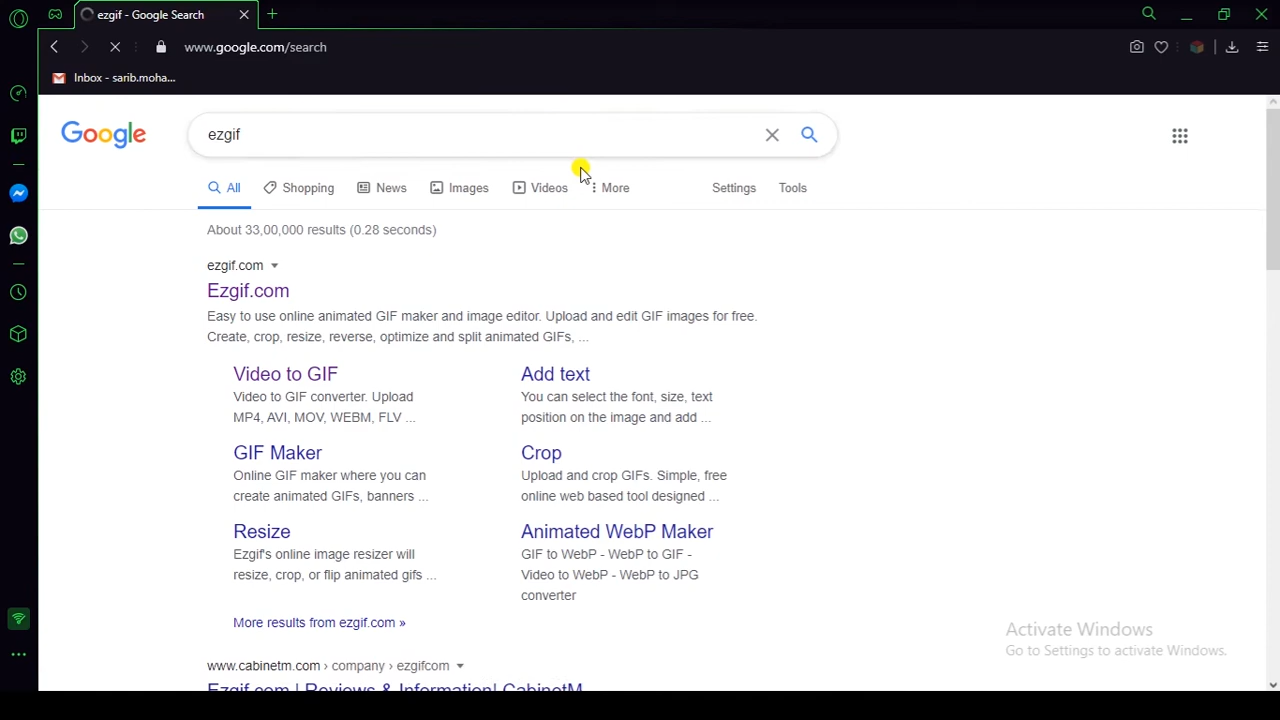 ezgif - Google Search
www.google.com/search
Inbox - sarib.moha...
Google
ezgif
All
Shopping
News
Images
Videos
More
Settings
Tools
About 33,00,000 results (0.28 seconds)
ezgif.com
Ezgif.com
Easy to use online animated GIF maker and image editor. Upload and edit GIF images for free.
Create, crop, resize, reverse, optimize and split animated GIFs, ...
Video to GIF
Video to GIF converter. Upload
MP4, AVI, MOV, WEBM, FLV ...
Add text
You can select the font, size, text
position on the image and add ...
GIF Maker
Online GIF maker where you can
create animated GIFs, banners ...
Crop
Upload and crop GIFs. Simple, free
online web based tool designed ...
Resize
Ezgif's online image resizer will
resize, crop, or flip animated gifs ...
Animated WebP Maker
GIF to WebP - WebP to GIF -
Video to WebP - WebP to JPG
converter
More results from ezgif.com »
www.cabinetm.com › company › ezgifcom
Ezgif.com | Reviews & Information| CabinetM
Activate Windows
Go to Settings to activate Windows.